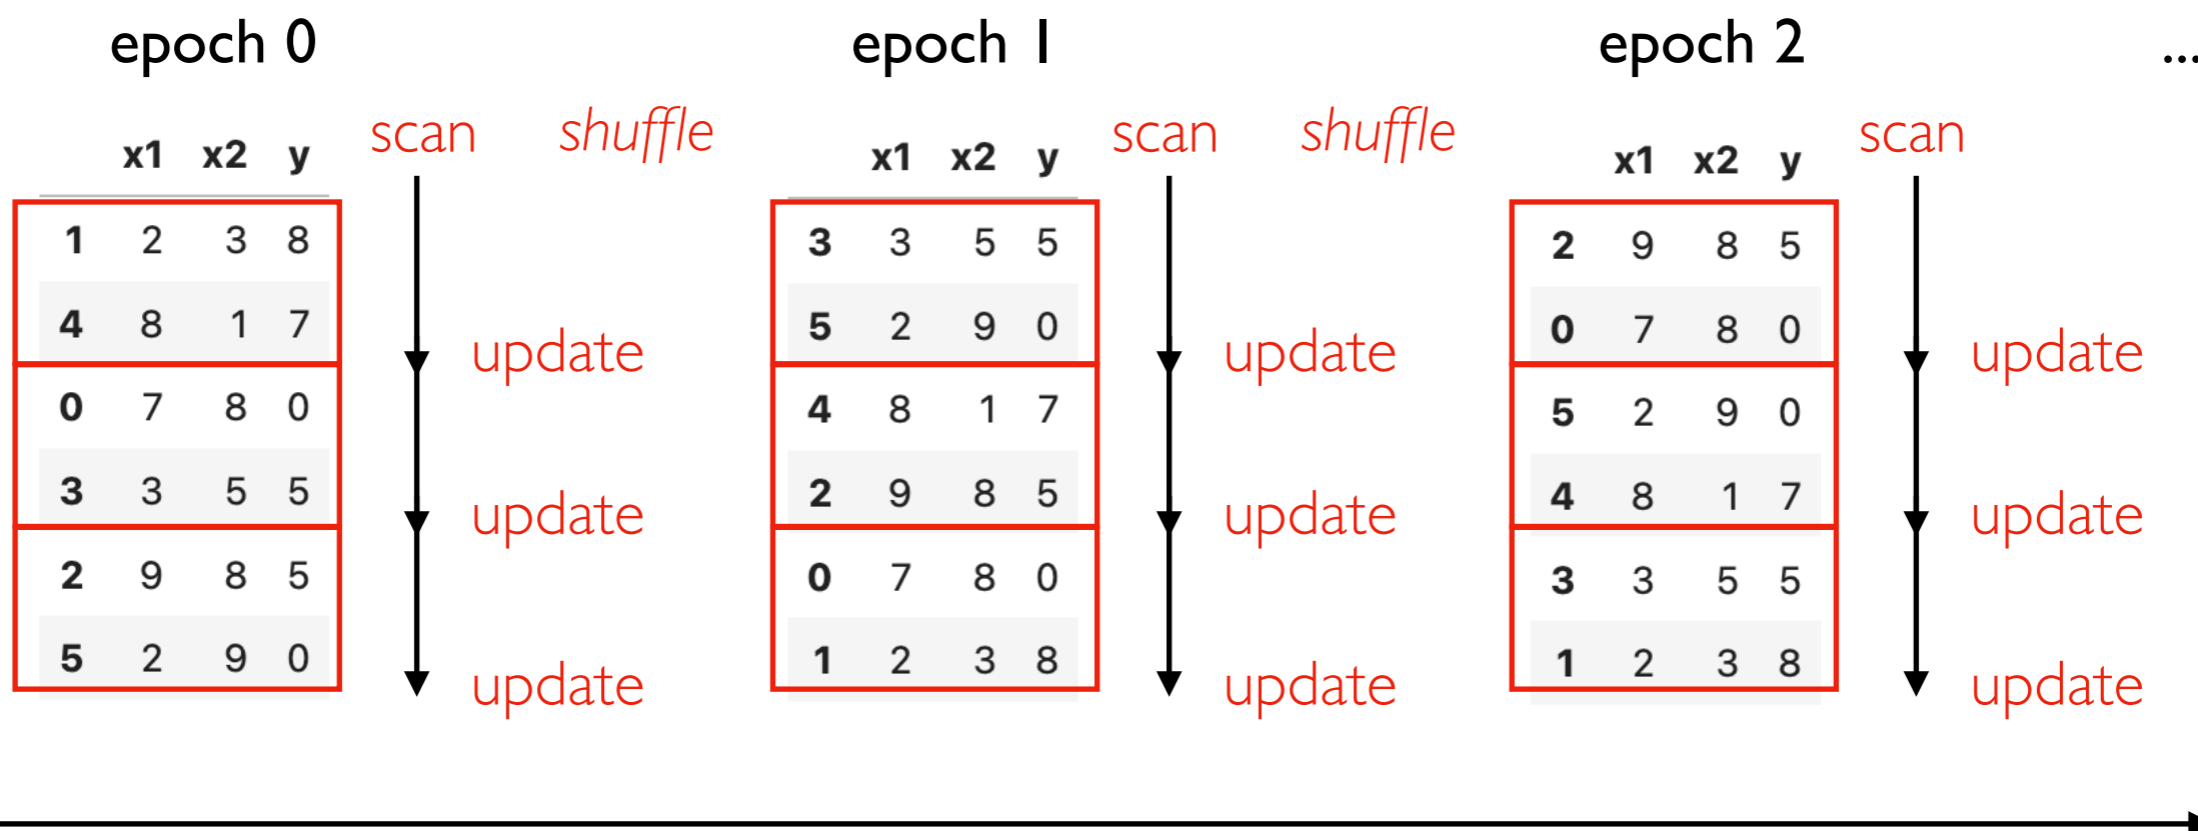 epoch 0 epoch 1 epoch 2 ...
scan shuffle scan shuffle scan
x1 x2 y x1 x2 y x1 x2 y
1 2 3 8 3 3 5 5 2 9 8 5
4 8 1 7 5 2 9 0 0 7 8 0
update update update
0 7 8 0 4 8 1 7 5 2 9 0
3 3 5 5 2 9 8 5 4 8 1 7
update update update
2 9 8 5 0 7 8 0 3 3 5 5
5 2 9 0 1 2 3 8 1 2 3 8
update update update